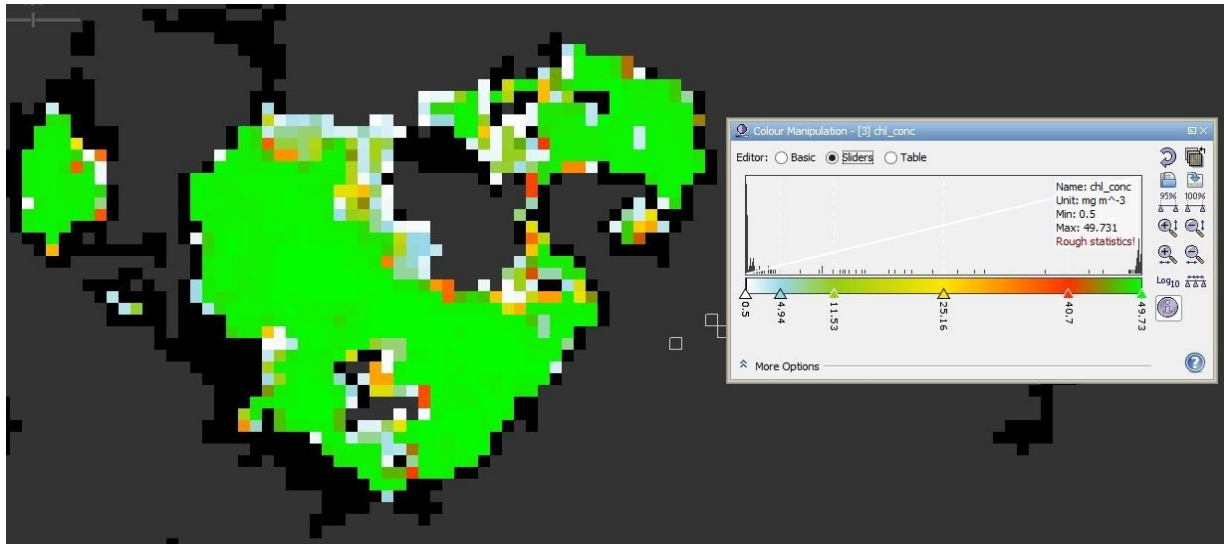 Colour Manipulation - [3] chl_conc
Editor: Basic Sliders Table
Name: chl_conc
Unit: mg m^-3
Min: 0.5
Max: 49.731
Rough statistics!
95% 100%
Log10
0.5 4.94 11.53 25.16 40.7 49.73
More Options